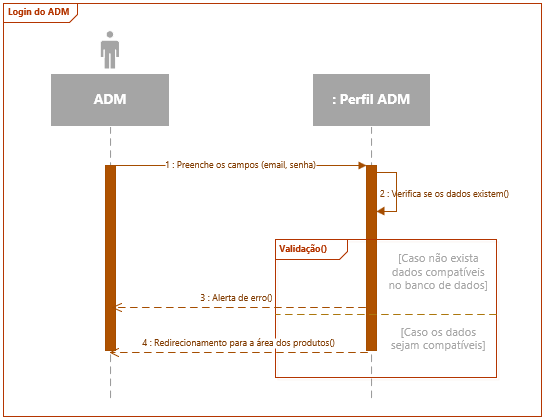 Login do ADM
ADM
: Perfil ADM
1 : Preenche os campos (email, senha)
2 : Verifica se os dados existem()
Validação()
[Caso não exista
dados compatíveis
no banco de dados]
3 : Alerta de erro()
[Caso os dados
sejam compatíveis]
4 : Redirecionamento para a área dos produtos()